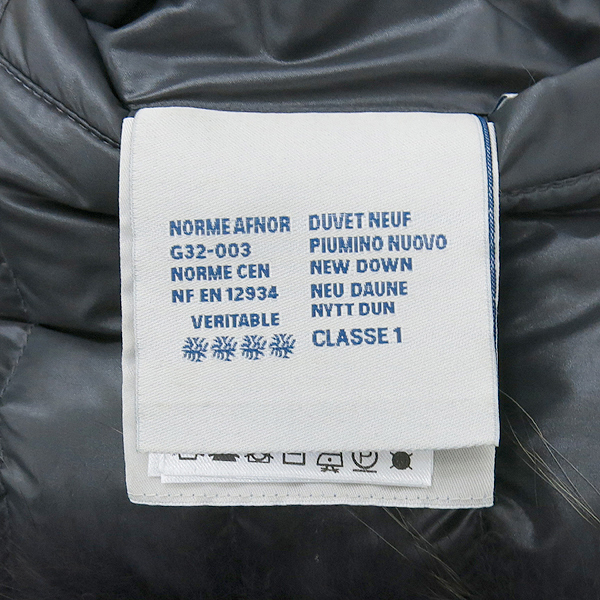 NORME AFNOR
G32-003
NORME CEN
NF EN 12934
VERITABLE
DUVET NEUF
PIUMINO NUOVO
NEW DOWN
NEU DAUNE
NYTT DUN
CLASSE 1